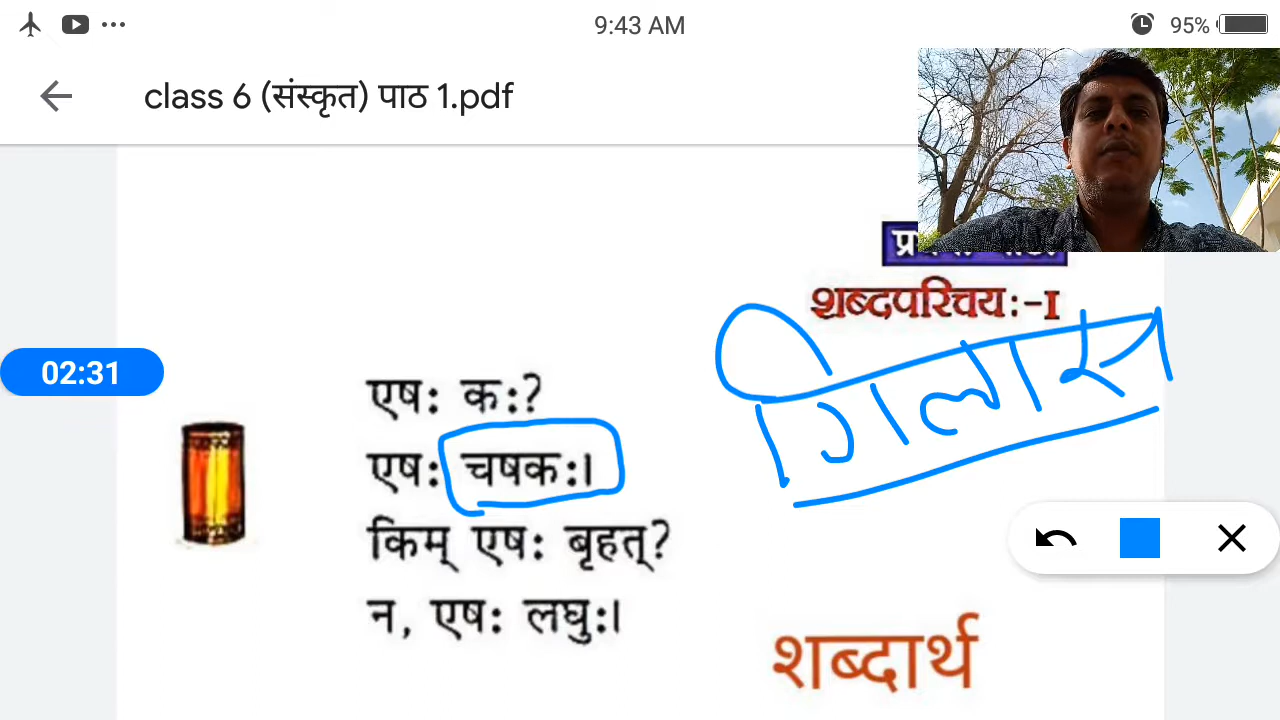 9:43 AM
95%
class 6 (संस्कृत) पाठ 1.pdf
शब्दपरिचय:-I
गिलास
02:31
एष: क:?
एष: चषक:।
किम् एष: बृहत्?
न, एष: लघु:।
शब्दार्थ